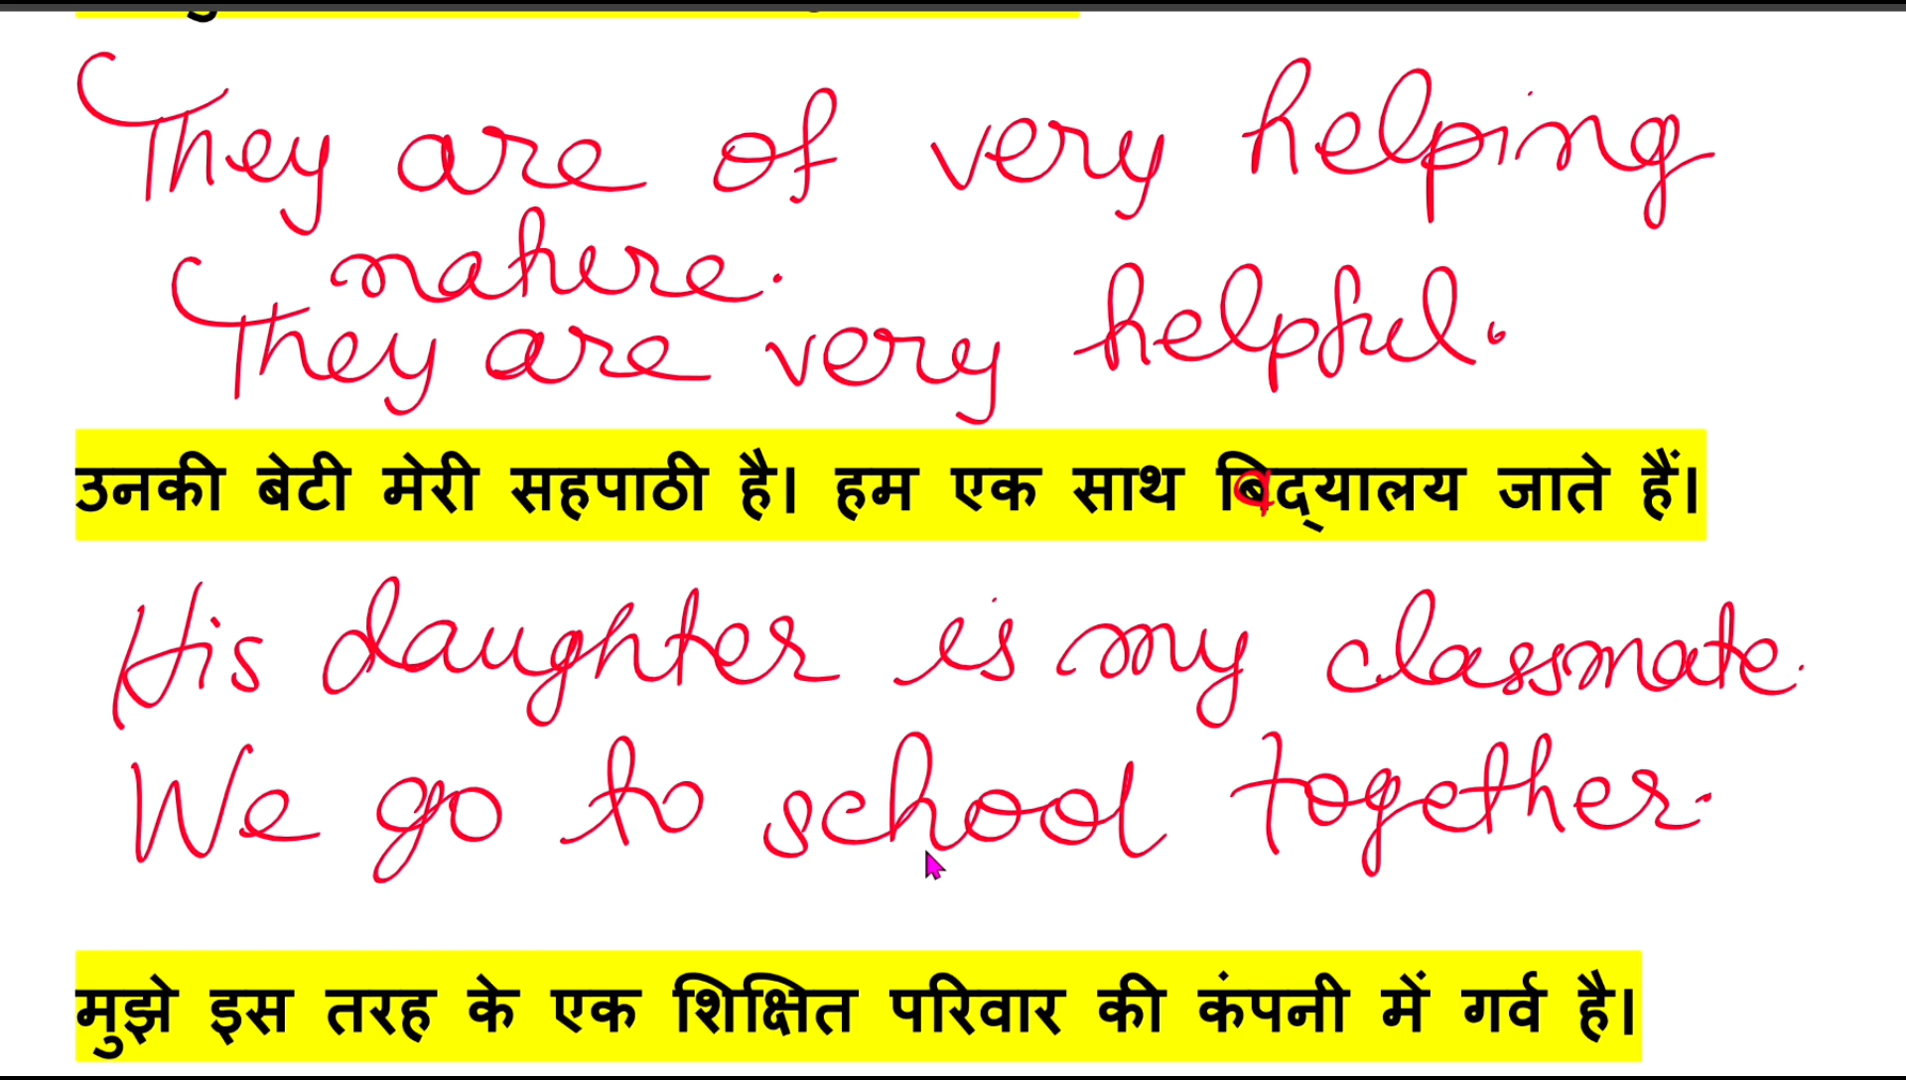 They are of very helping
nature.
They are very helpful.
उनकी बेटी मेरी सहपाठी है। हम एक साथ विद्यालय जाते हैं।
His daughter is my classmate.
We go to school together.
मुझे इस तरह के एक शिक्षित परिवार की कंपनी में गर्व है।